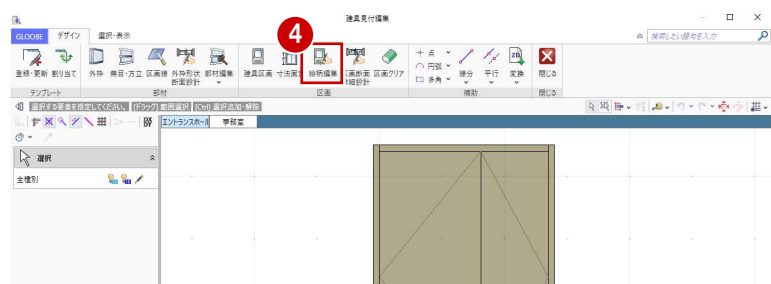 建具見付編集
GLOOBE デザイン 選択・表示 検索したい語句を入力
4
登録・更新 割り当て 外枠 無目・方立 区画線 外枠形状断面設計 部材編集 建具区画 寸法固定 絵柄編集 区画断面詳細設計 区画クリア 点 円弧 多角 線分 平行 変換 閉じる
テンプレート 部材 区画 補助 閉じる
選択する要素を指定してください。 [ドラッグ] 範囲選択 [Ctrl] 選択追加・解除
エントランスホール 事務室
選択
全種別